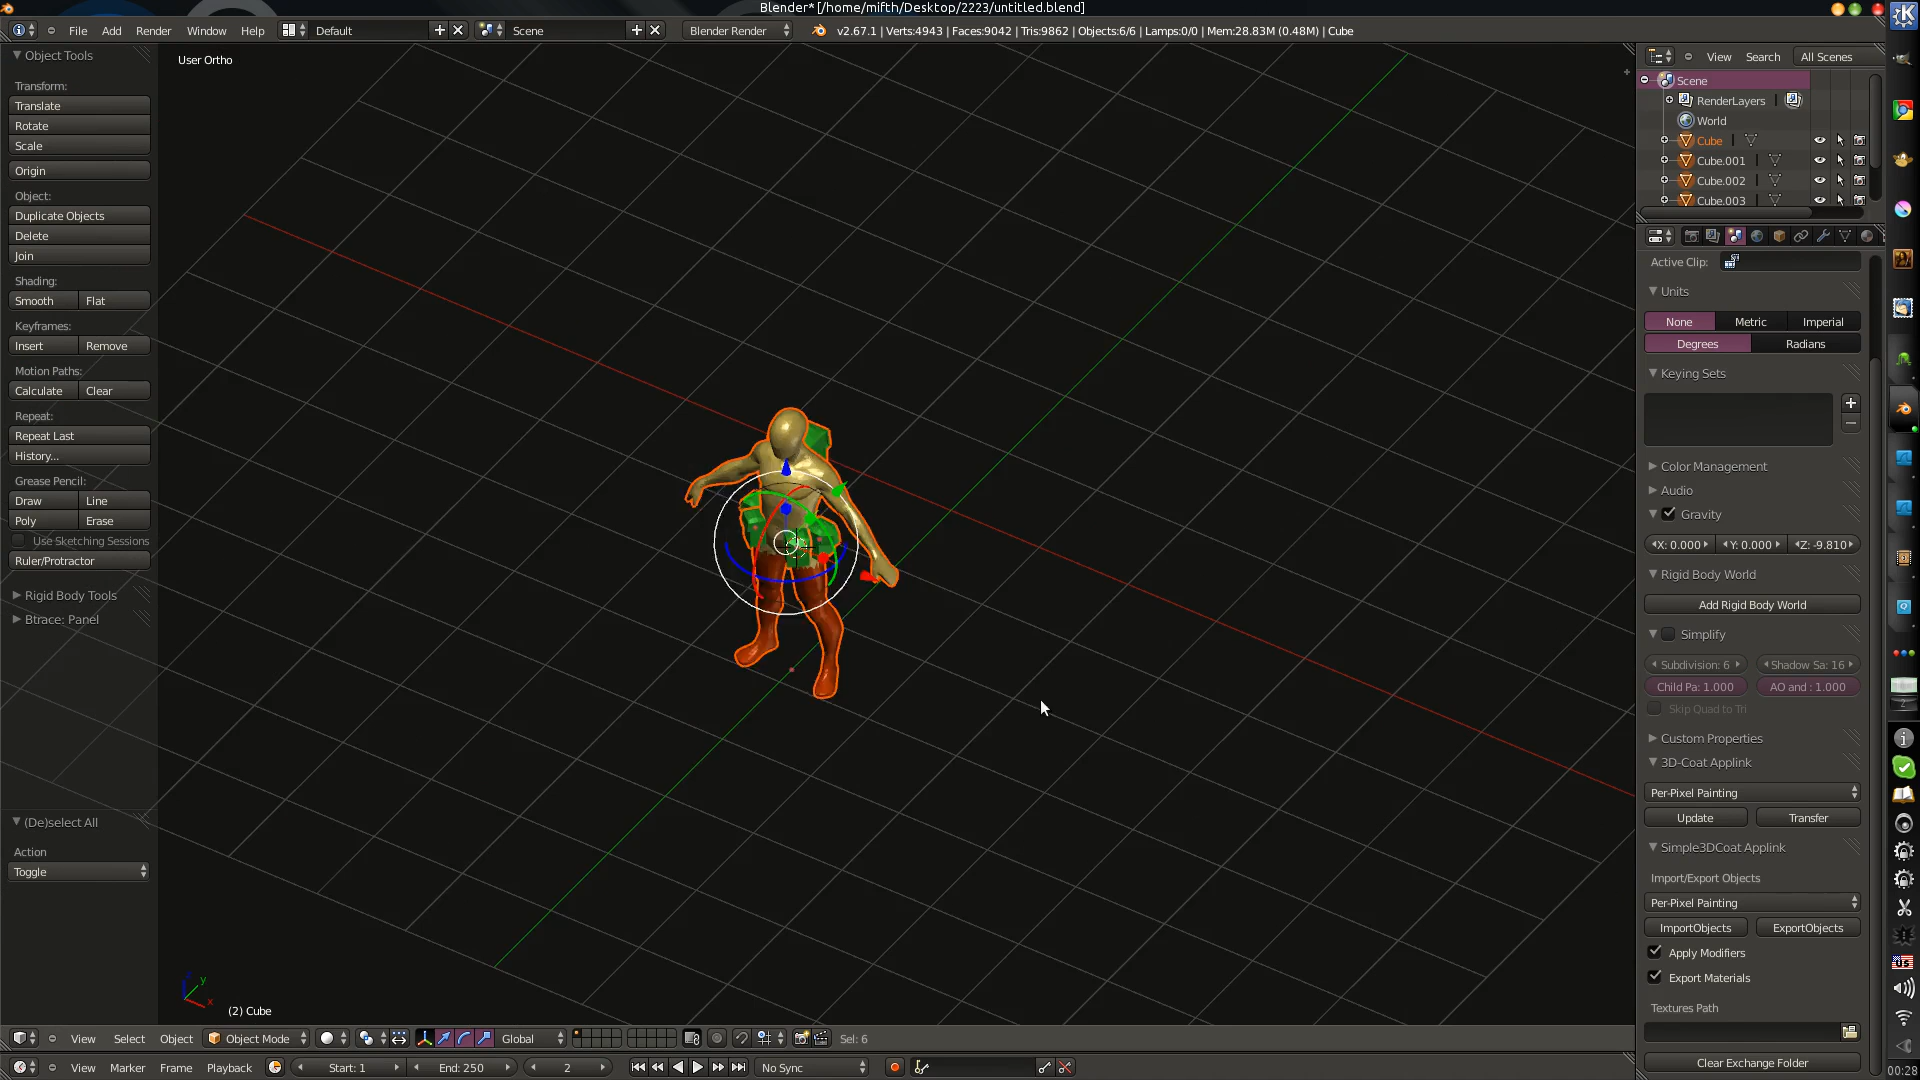 Blender* [/home/mifth/Desktop/2223/untitled.blend]
File Add Render Window Help Default Scene Blender Render v2.67.1 | Verts:4943 | Faces:9042 | Tris:9862 | Objects:6/6 | Lamps:0/0 | Mem:28.83M (0.48M) | Cube
Object Tools
Transform:
Translate
Rotate
Scale
Origin
Object:
Duplicate Objects
Delete
Join
Shading:
Smooth Flat
Keyframes:
Insert Remove
Motion Paths:
Calculate Clear
Repeat:
Repeat Last
History...
Grease Pencil:
Draw Line
Poly Erase
Use Sketching Sessions
Ruler/Protractor
Rigid Body Tools
Btrace: Panel
(De)select All
Action
Toggle
User Ortho
z
y
x
(2) Cube
View Search All Scenes
Scene
RenderLayers
World
Cube
Cube.001
Cube.002
Cube.003
Active Clip:
Units
None Metric Imperial
Degrees Radians
Keying Sets
Color Management
Audio
Gravity
X: 0.000 Y: 0.000 Z: -9.810
Rigid Body World
Add Rigid Body World
Simplify
Subdivision: 6 Shadow Sa: 16
Child Pa: 1.000 AO and : 1.000
Skip Quad to Tri
Custom Properties
3D-Coat Applink
Per-Pixel Painting
Update Transfer
Simple3DCoat Applink
Import/Export Objects
Per-Pixel Painting
ImportObjects ExportObjects
Apply Modifiers
Export Materials
Textures Path
Clear Exchange Folder
View Select Object Object Mode Global Sel: 6
View Marker Frame Playback Start: 1 End: 250 2 No Sync
K
2
US
00:28